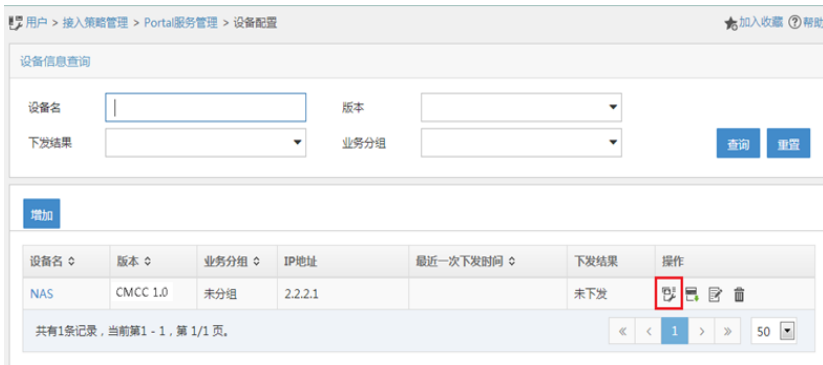 用户 > 接入策略管理 > Portal服务管理 > 设备配置 加入收藏 帮助
设备信息查询
设备名 版本
下发结果 业务分组 查询 重置
增加
设备名 版本 业务分组 IP地址 最近一次下发时间 下发结果 操作
NAS CMCC 1.0 未分组 2.2.2.1 未下发
共有1条记录，当前第1 - 1，第 1/1 页。 « < 1 > » 50